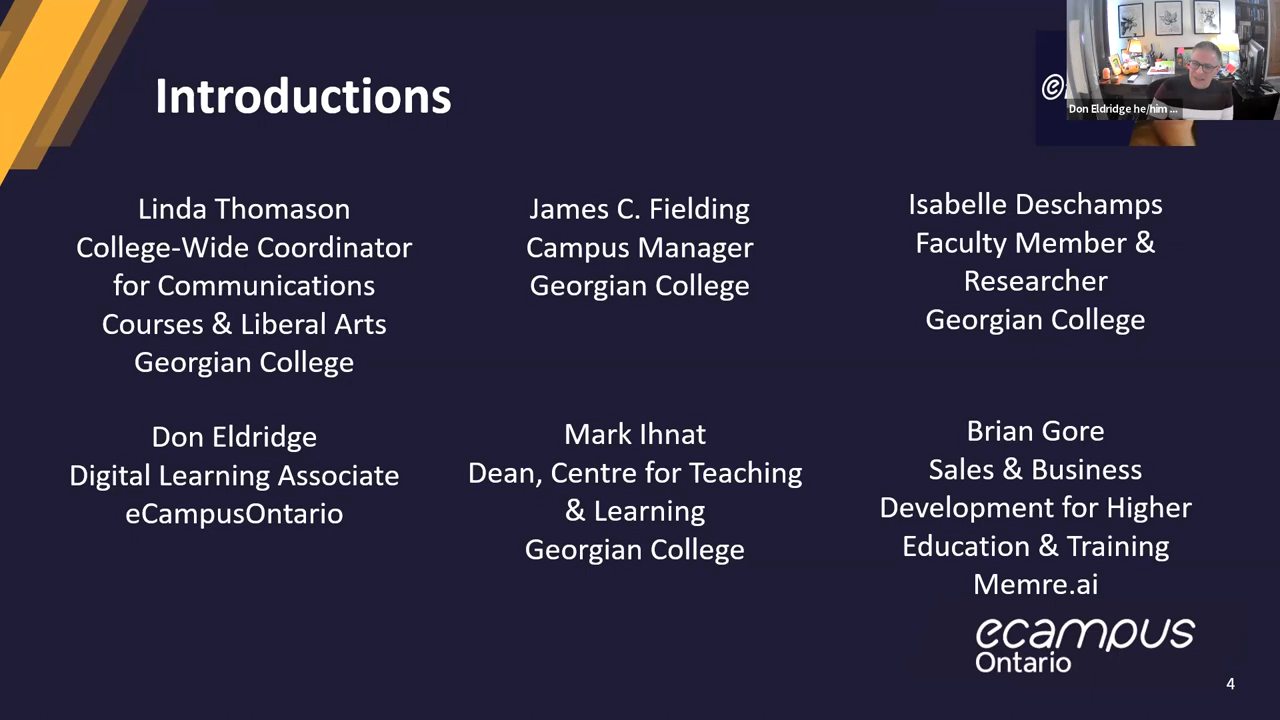 Introductions
Don Eldridge he/him ...
Linda Thomason
College-Wide Coordinator
for Communications
Courses & Liberal Arts
Georgian College
James C. Fielding
Campus Manager
Georgian College
Isabelle Deschamps
Faculty Member &
Researcher
Georgian College
Don Eldridge
Digital Learning Associate
eCampusOntario
Mark Ihnat
Dean, Centre for Teaching
& Learning
Georgian College
Brian Gore
Sales & Business
Development for Higher
Education & Training
Memre.ai
ecampus
Ontario
4